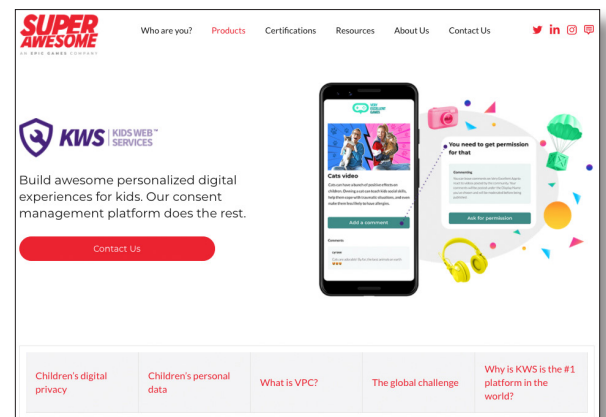 SUPER
AWESOME
AN EPIC GAMES COMPANY
Who are you?
Products
Certifications
Resources
About Us
Contact Us
KWS
KIDS WEB™
SERVICES
Build awesome personalized digital
experiences for kids. Our consent
management platform does the rest.
Contact Us
Cats video
Add a comment
Comments
You need to get permission
for that
Commenting
Ask for permission
Children's digital
privacy
Children's personal
data
What is VPC?
The global challenge
Why is KWS is the #1
platform in the
world?